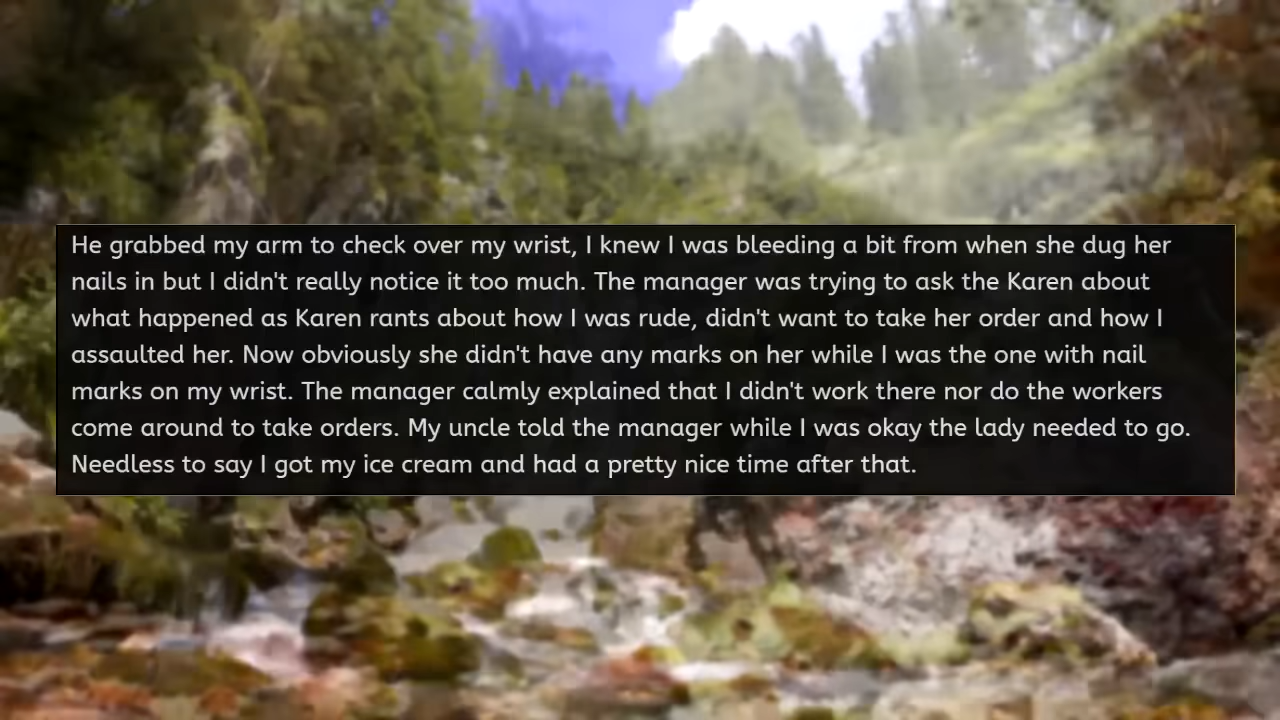 He grabbed my arm to check over my wrist, I knew I was bleeding a bit from when she dug her
nails in but I didn't really notice it too much. The manager was trying to ask the Karen about
what happened as Karen rants about how I was rude, didn't want to take her order and how I
assaulted her. Now obviously she didn't have any marks on her while I was the one with nail
marks on my wrist. The manager calmly explained that I didn't work there nor do the workers
come around to take orders. My uncle told the manager while I was okay the lady needed to go.
Needless to say I got my ice cream and had a pretty nice time after that.